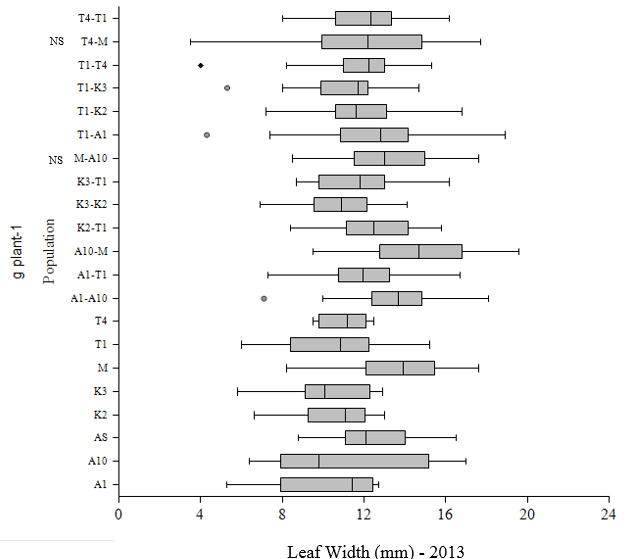 T4-T1
NS T4-M
T1-T4
T1-K3
T1-K2
T1-A1
NS M-A10
K3-T1
K3-K2
K2-T1
A10-M
A1-T1
A1-A10
T4
T1
M
K3
K2
AS
A10
A1
g plant-1
Population
0 4 8 12 16 20 24
Leaf Width (mm) - 2013